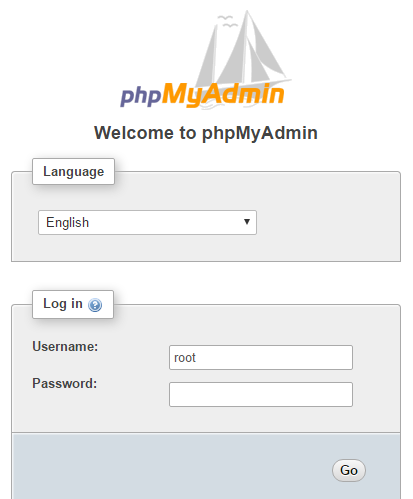 phpMyAdmin
Welcome to phpMyAdmin
Language
English
Log in
Username:
root
Password:
Go